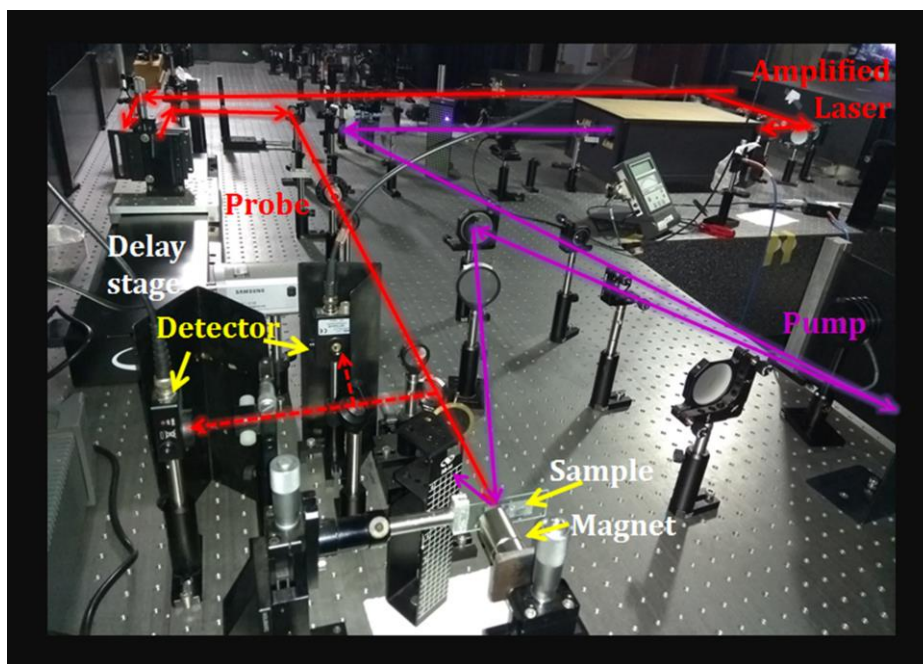 Amplified
Laser
Probe
Delay
stage
SAMSUNG
Detector
Pump
Sample
Magnet